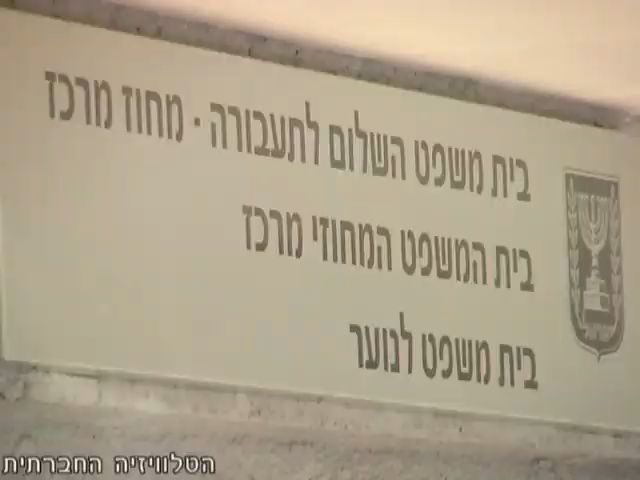 בית משפט השלום לתעבורה - מחוז מרכז
בית המשפט המחוזי מרכז
בית משפט לנוער
הטלוויזיה החברתית